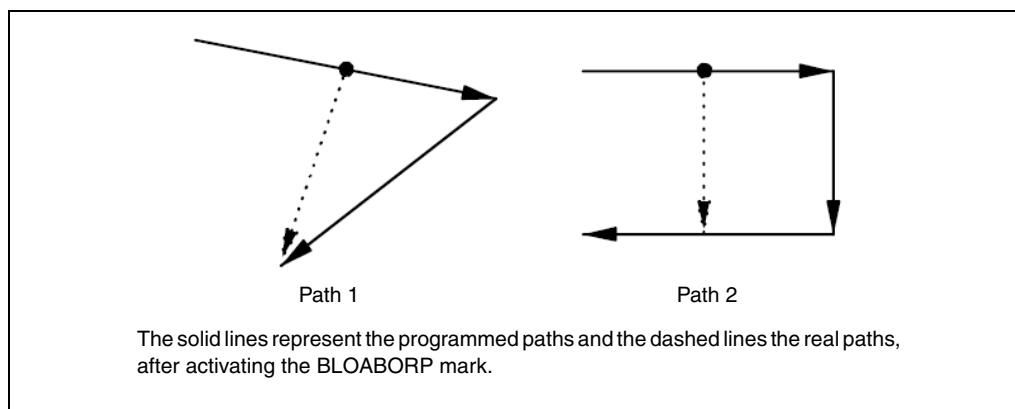 Path 1
Path 2
The solid lines represent the programmed paths and the dashed lines the real paths,
after activating the BLOABORP mark.